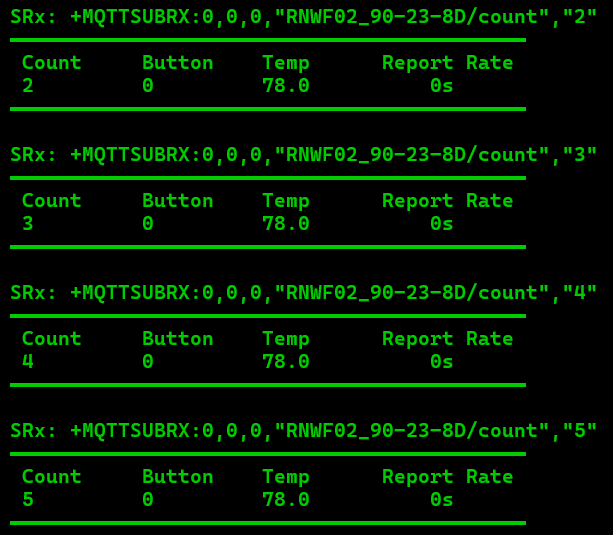 SRx: +MQTTSUBRX:0,0,0,"RNWF02_90-23-8D/count","2"
Count Button Temp Report Rate
2 0 78.0 0s
SRx: +MQTTSUBRX:0,0,0,"RNWF02_90-23-8D/count","3"
Count Button Temp Report Rate
3 0 78.0 0s
SRx: +MQTTSUBRX:0,0,0,"RNWF02_90-23-8D/count","4"
Count Button Temp Report Rate
4 0 78.0 0s
SRx: +MQTTSUBRX:0,0,0,"RNWF02_90-23-8D/count","5"
Count Button Temp Report Rate
5 0 78.0 0s